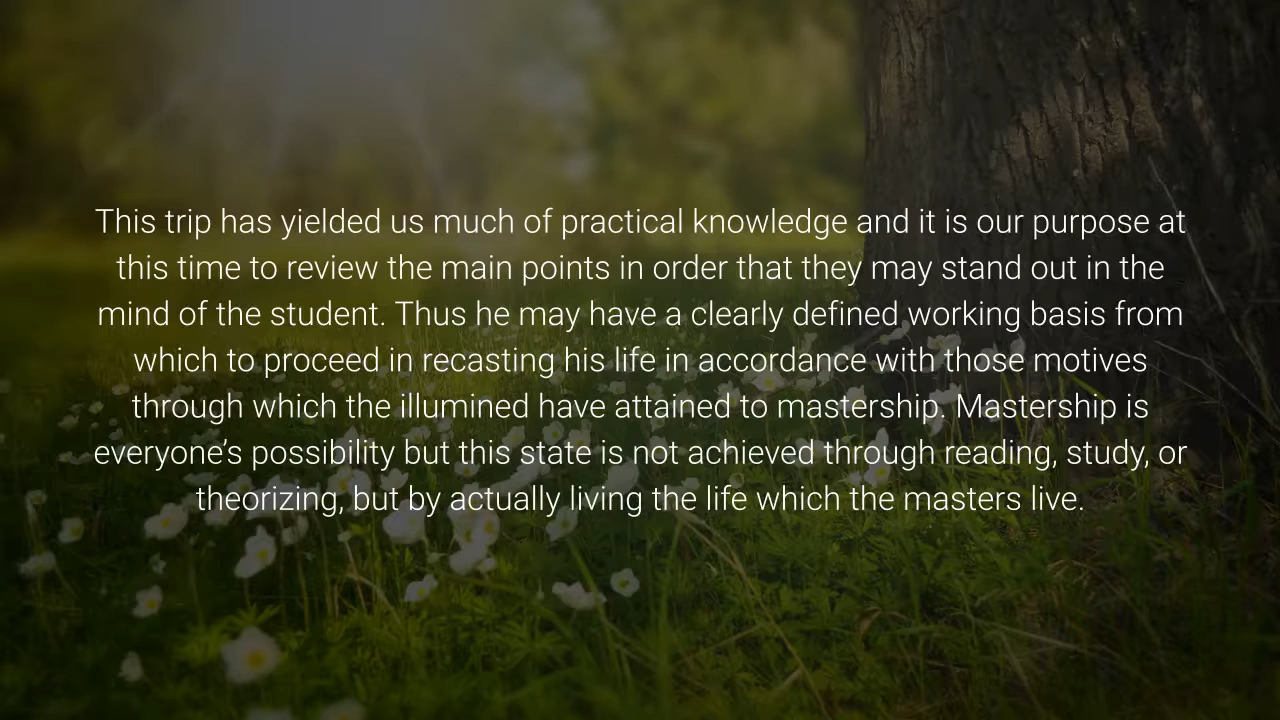 This trip has yielded us much of practical knowledge and it is our purpose at
this time to review the main points in order that they may stand out in the
mind of the student. Thus he may have a clearly defined working basis from
which to proceed in recasting his life in accordance with those motives
through which the illumined have attained to mastership. Mastership is
everyone’s possibility but this state is not achieved through reading, study, or
theorizing, but by actually living the life which the masters live.